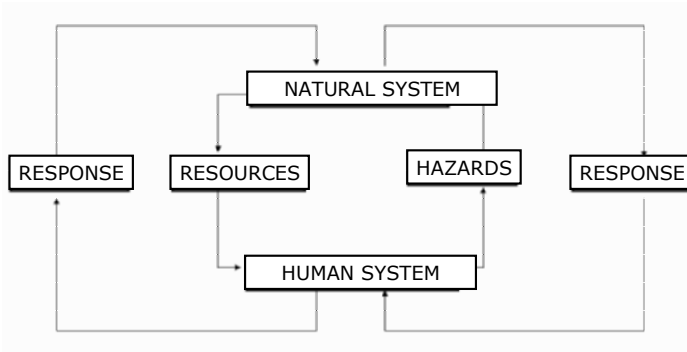 NATURAL SYSTEM
RESPONSE
RESOURCES
HAZARDS
RESPONSE
HUMAN SYSTEM